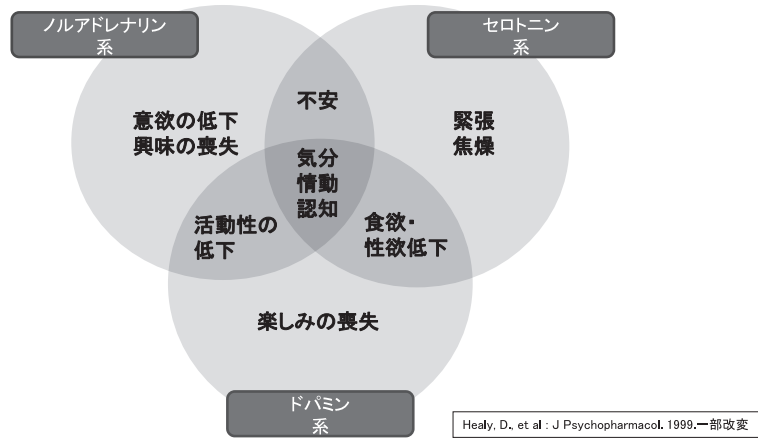 ノルアドレナリン
系
セロトニン
系
不安
意欲の低下
興味の喪失
緊張
焦燥
気分
情動
認知
活動性の
低下
食欲・
性欲低下
楽しみの喪失
ドパミン
系
Healy, D., et al : J Psychopharmacol. 1999.一部改変